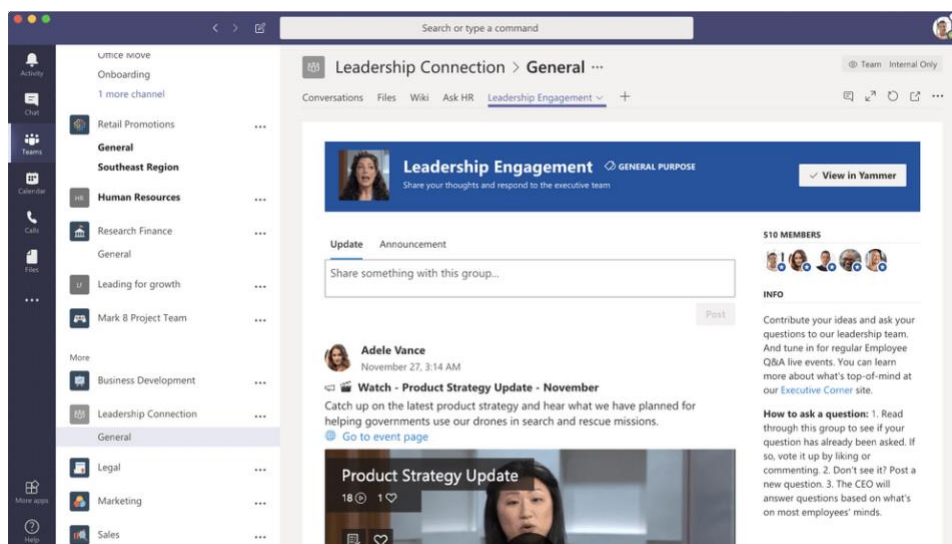 Search or type a command
Activity
Chat
Teams
Calendar
Calls
Files
More apps
Help
Office Move
Onboarding
1 more channel
Retail Promotions
General
Southeast Region
HR
Human Resources
Research Finance
General
LF
Leading for growth
Mark 8 Project Team
More
Business Development
Leadership Connection
General
Legal
Marketing
Sales
Leadership Connection > General
Team Internal Only
Conversations Files Wiki Ask HR Leadership Engagement
Leadership Engagement GENERAL PURPOSE
Share your thoughts and respond to the executive team
View in Yammer
Update Announcement
Share something with this group...
Post
Adele Vance
November 27, 3:14 AM
Watch - Product Strategy Update - November
Catch up on the latest product strategy and hear what we have planned for
helping governments use our drones in search and rescue missions.
Go to event page
Product Strategy Update
18 1
510 MEMBERS
INFO
Contribute your ideas and ask your
questions to our leadership team.
And tune in for regular Employee
Q&A live events. You can learn
more about what's top-of-mind at
our Executive Corner site.
How to ask a question: 1. Read
through this group to see if your
question has already been asked. If
so, vote it up by liking or
commenting. 2. Don't see it? Post a
new question. 3. The CEO will
answer questions based on what's
on most employees' minds.